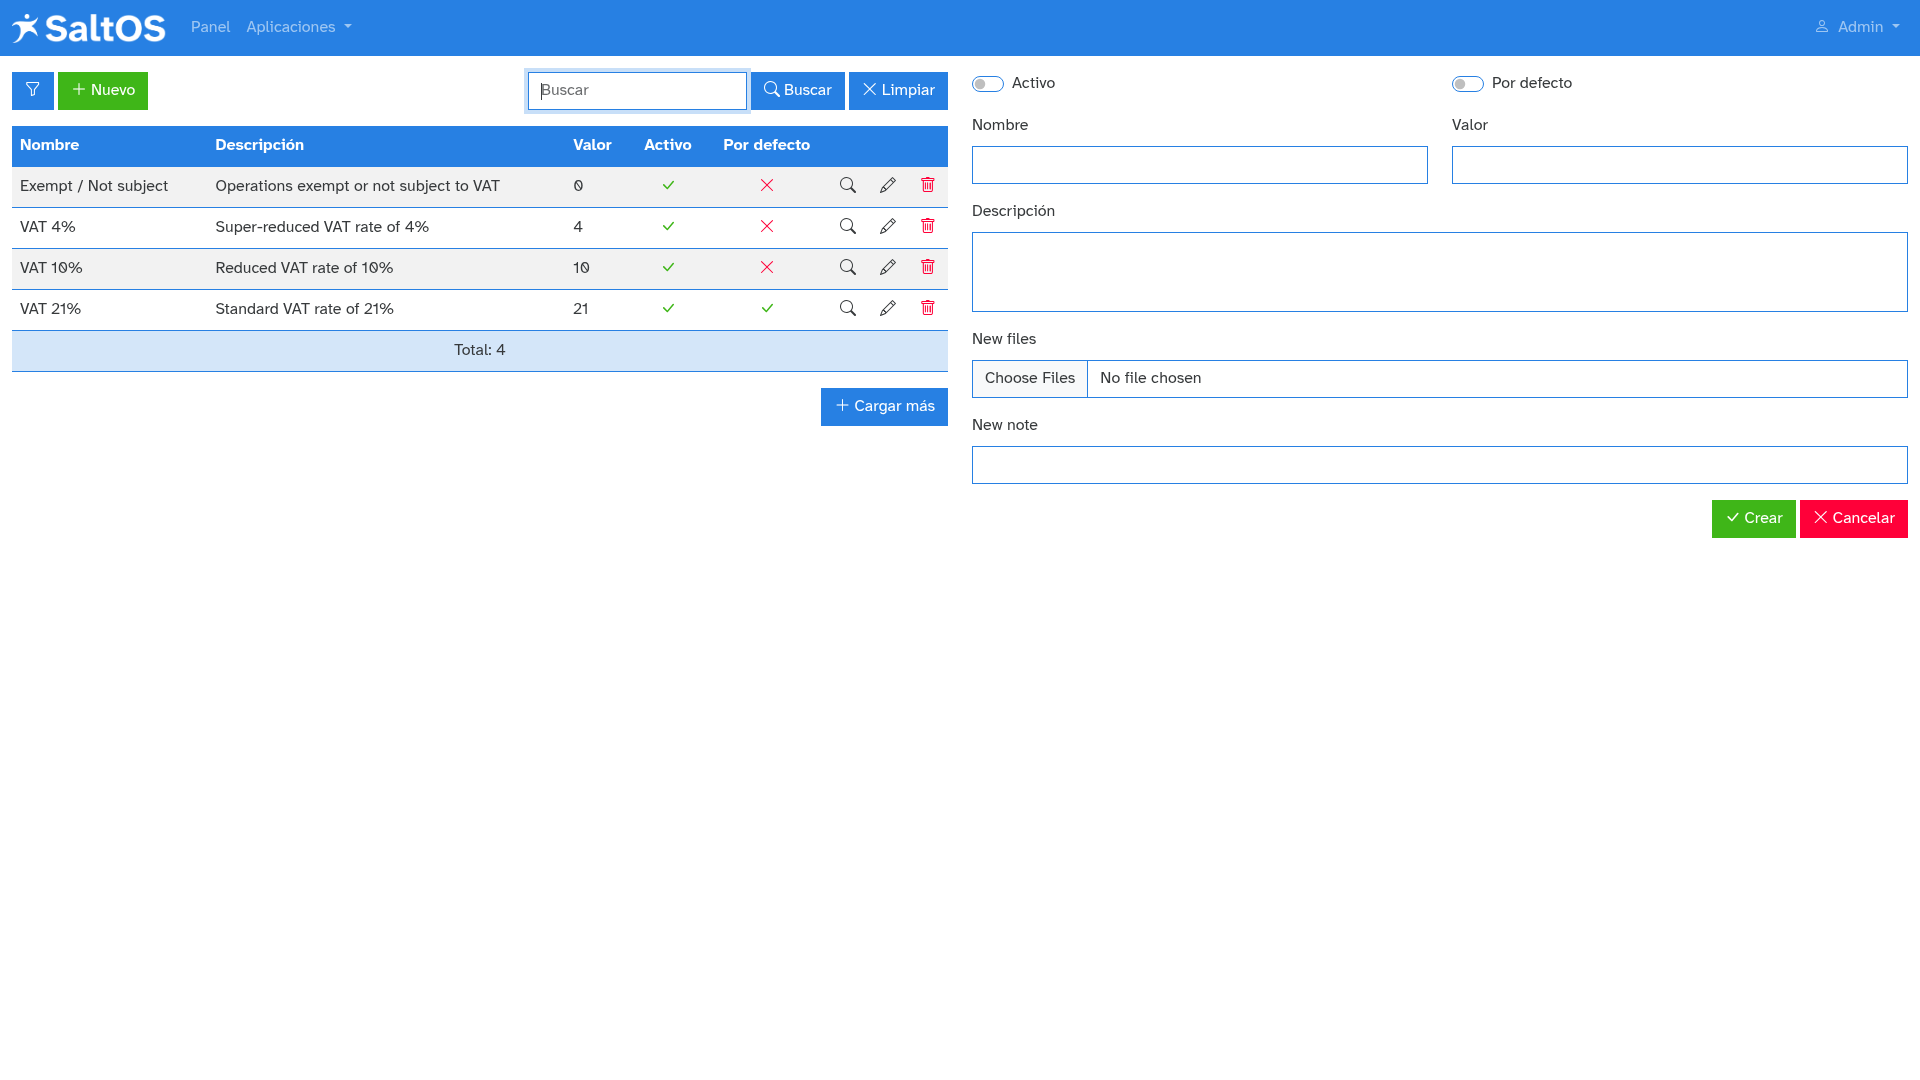 SaltOS Panel Aplicaciones Admin
Nuevo Buscar Buscar Limpiar
Nombre Descripción Valor Activo Por defecto
Exempt / Not subject Operations exempt or not subject to VAT 0
VAT 4% Super-reduced VAT rate of 4% 4
VAT 10% Reduced VAT rate of 10% 10
VAT 21% Standard VAT rate of 21% 21
Total: 4
Cargar más
Activo Por defecto
Nombre Valor
Descripción
New files
Choose Files No file chosen
New note
Crear Cancelar